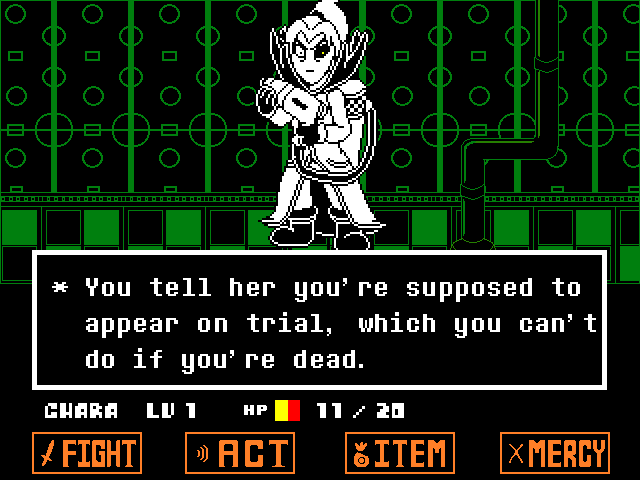 * You tell her you're supposed to
appear on trial, which you can't
do if you're dead.
CHARA LV 1 HP 11 / 20
FIGHT ACT ITEM MERCY